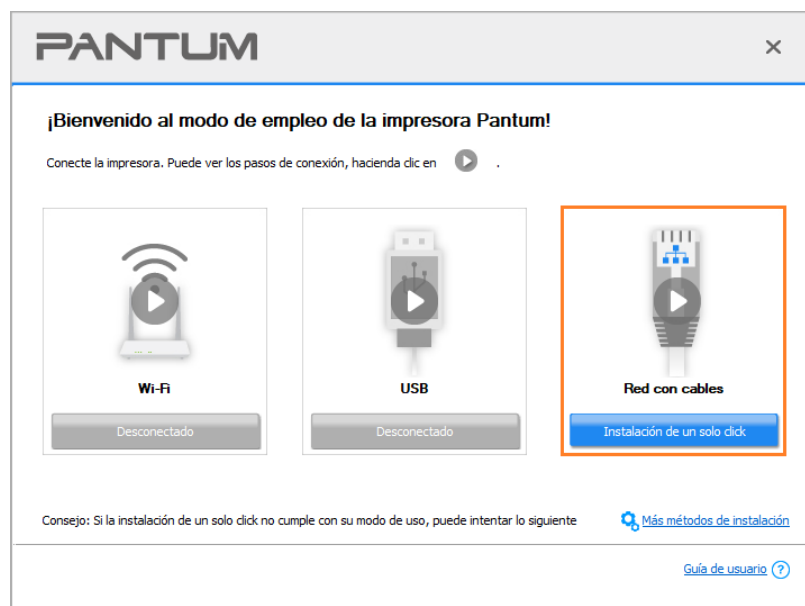 PANTUM
¡Bienvenido al modo de empleo de la impresora Pantum!
Conecte la impresora. Puede ver los pasos de conexión, hacienda clic en .
Wi-Fi
USB
Red con cables
Desconectado
Desconectado
Instalación de un solo click
Consejo: Si la instalación de un solo click no cumple con su modo de uso, puede intentar lo siguiente
Más métodos de instalación
Guía de usuario ?